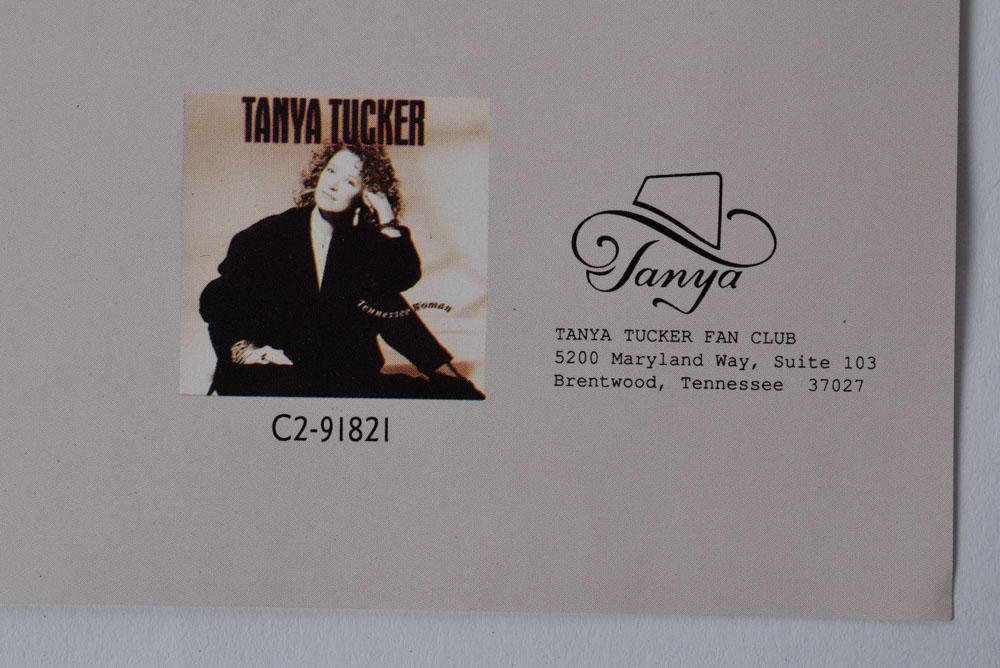 TANYA TUCKER
Tennessee Woman
C2-91821
Tanya
TANYA TUCKER FAN CLUB
5200 Maryland Way, Suite 103
Brentwood, Tennessee 37027